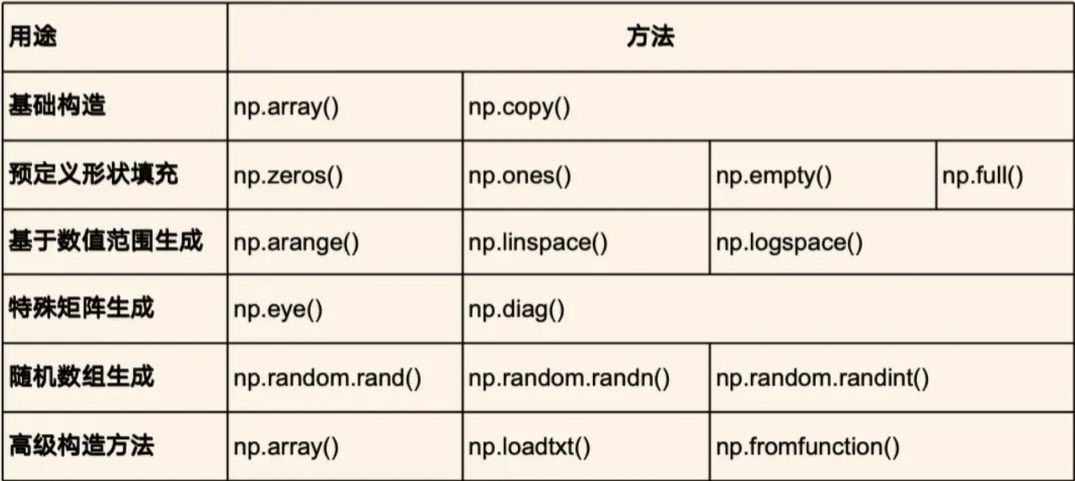 用途 方法
基础构造 np.array() np.copy()
预定义形状填充 np.zeros() np.ones() np.empty() np.full()
基于数值范围生成 np.arange() np.linspace() np.logspace()
特殊矩阵生成 np.eye() np.diag()
随机数组生成 np.random.rand() np.random.randn() np.random.randint()
高级构造方法 np.array() np.loadtxt() np.fromfunction()